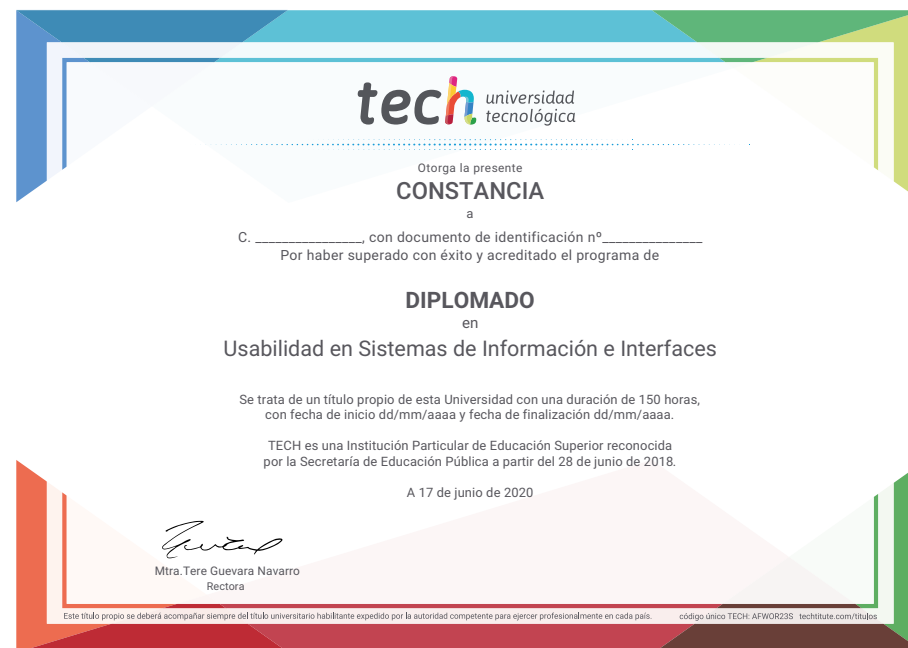 tech universidad
tecnológica
Otorga la presente
CONSTANCIA
a
C. ________________, con documento de identificación nº_______________
Por haber superado con éxito y acreditado el programa de
DIPLOMADO
en
Usabilidad en Sistemas de Información e Interfaces
Se trata de un título propio de esta Universidad con una duración de 150 horas,
con fecha de inicio dd/mm/aaaa y fecha de finalización dd/mm/aaaa.
TECH es una Institución Particular de Educación Superior reconocida
por la Secretaría de Educación Pública a partir del 28 de junio de 2018.
A 17 de junio de 2020
Mtra.Tere Guevara Navarro
Rectora
Este título propio se deberá acompañar siempre del título universitario habilitante expedido por la autoridad competente para ejercer profesionalmente en cada país. código único TECH: AFWOR23S techtitute.com/titulos